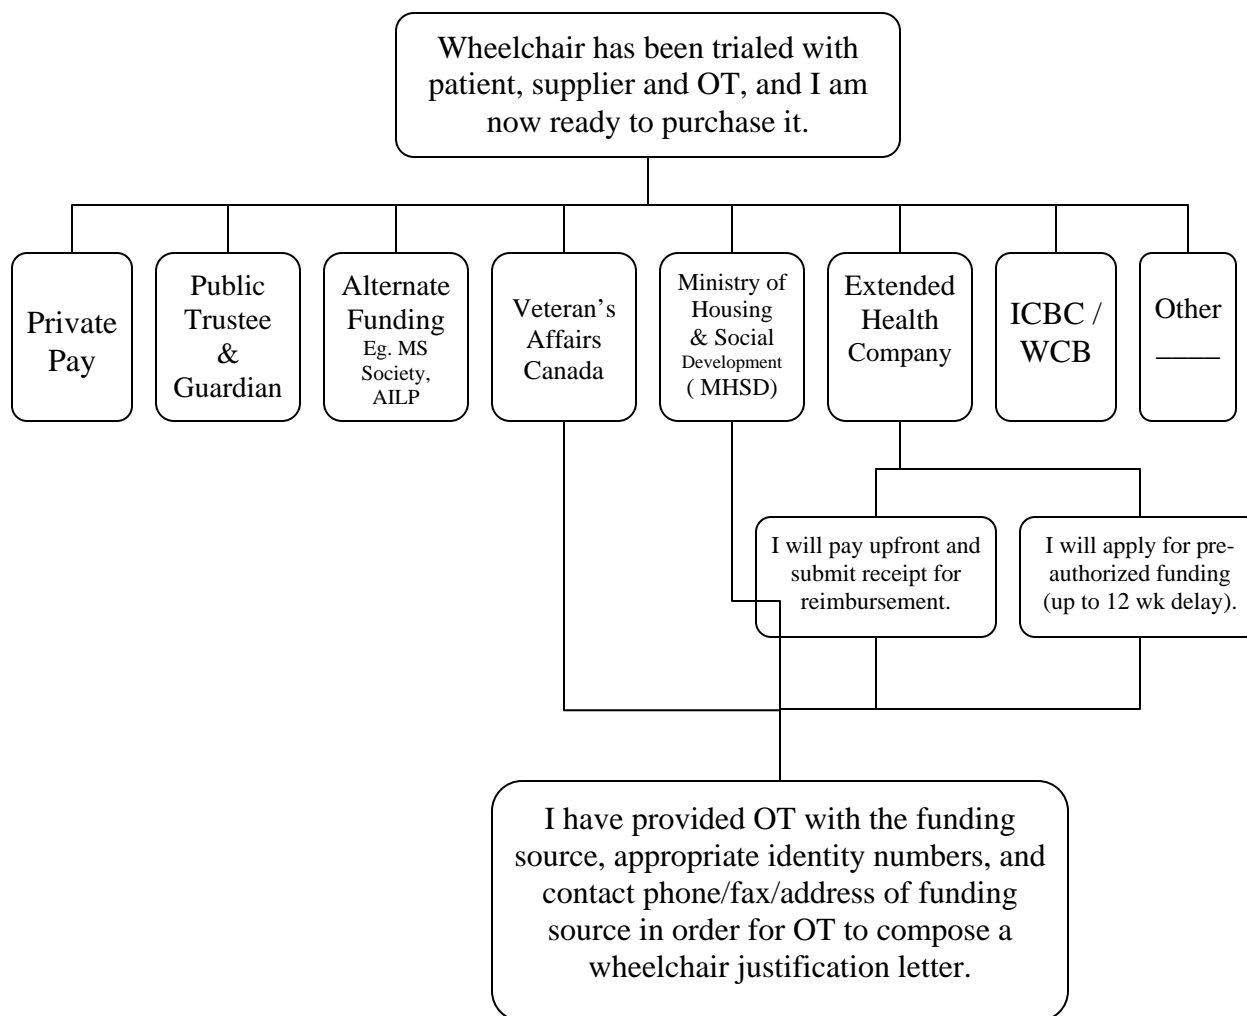 Wheelchair has been trialed with
patient, supplier and OT, and I am
now ready to purchase it.
Private
Pay
Public
Trustee
&
Guardian
Alternate
Funding
Eg. MS
Society,
AILP
Veteran’s
Affairs
Canada
Ministry of
Housing
& Social
Development
( MHSD)
Extended
Health
Company
ICBC /
WCB
Other
____
I will pay upfront and
submit receipt for
reimbursement.
I will apply for pre-
authorized funding
(up to 12 wk delay).
I have provided OT with the funding
source, appropriate identity numbers, and
contact phone/fax/address of funding
source in order for OT to compose a
wheelchair justification letter.